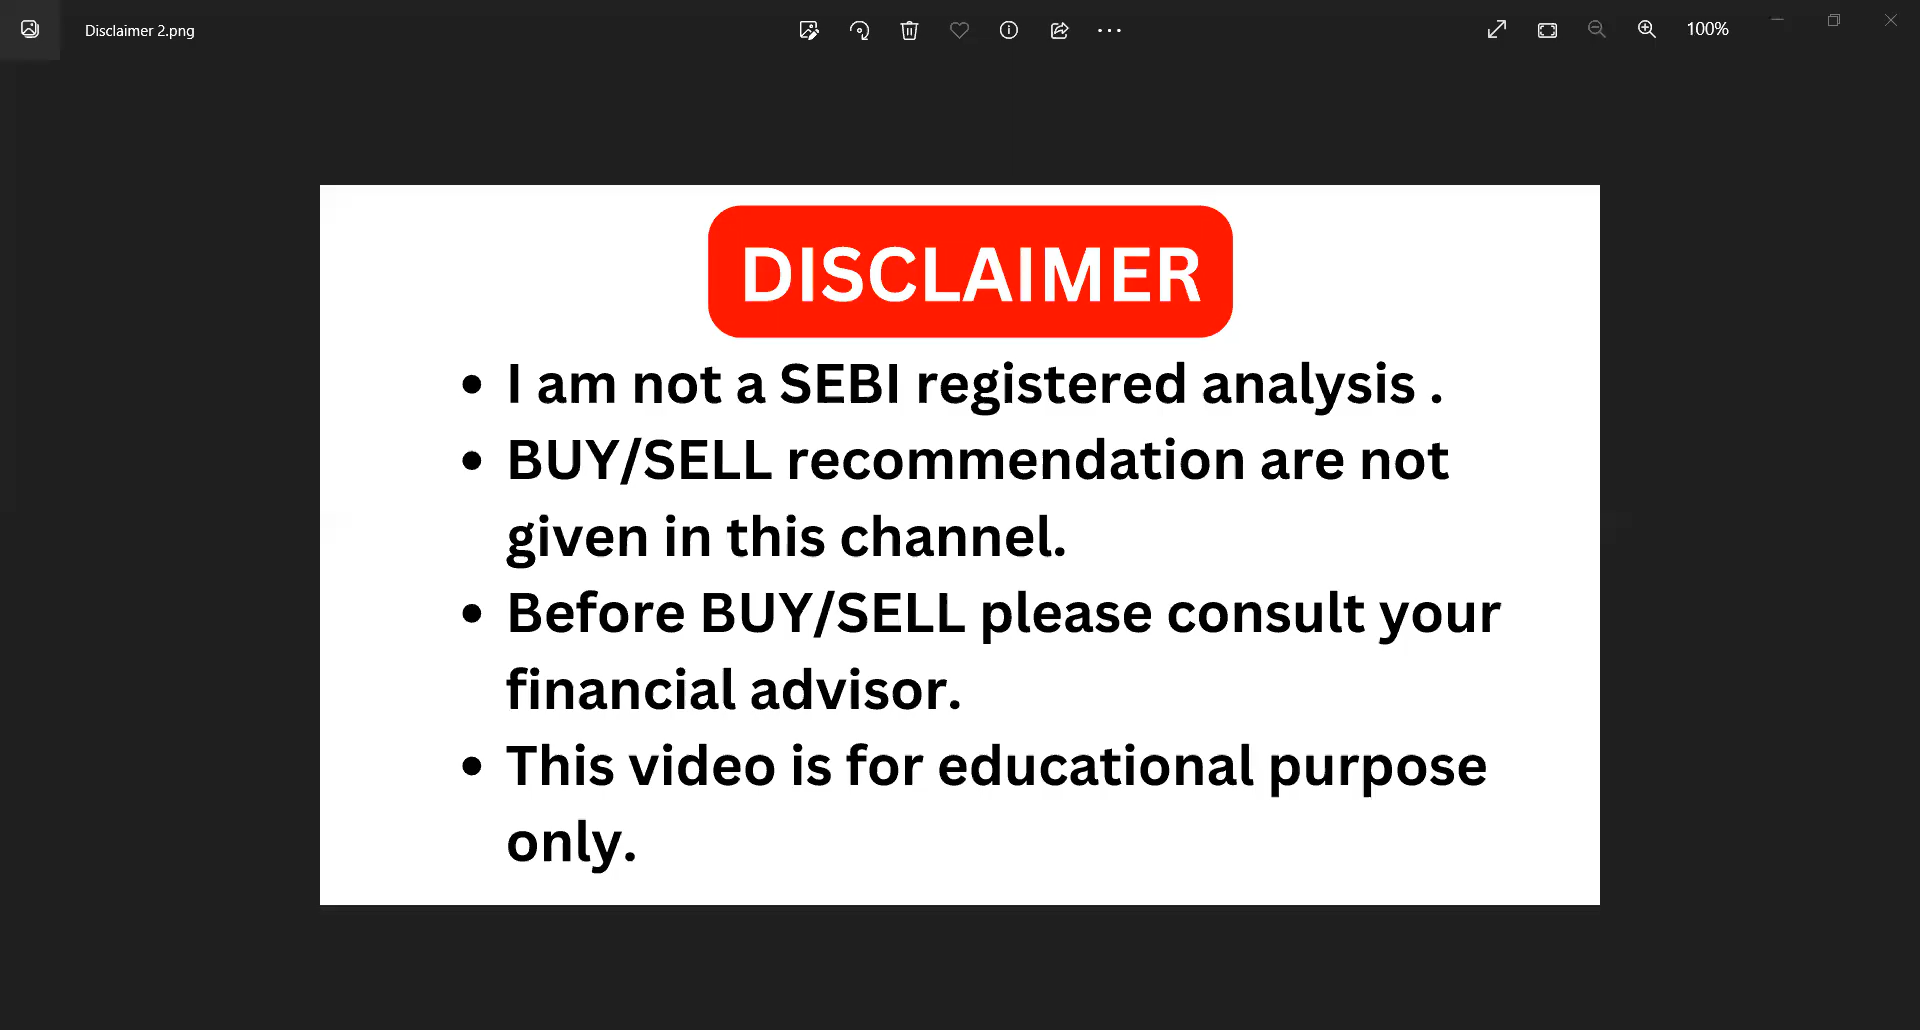 Disclaimer 2.png
100%
DISCLAIMER
• I am not a SEBI registered analysis .
• BUY/SELL recommendation are not
given in this channel.
• Before BUY/SELL please consult your
financial advisor.
• This video is for educational purpose
only.